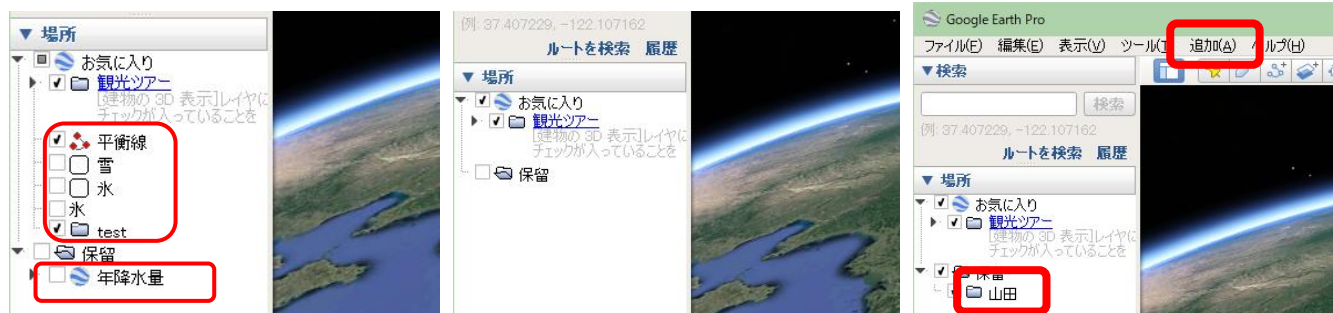 ▼ 場所
お気に入り
観光ツアー
[建物の 3D 表示]レイヤに
チェックが入っていることを
平衡線
雪
氷
氷
test
保留
年降水量
(例: 37.407229, -122.107162
ルートを検索 履歴
▼ 場所
お気に入り
観光ツアー
[建物の 3D 表示]レイヤに
チェックが入っていることを
保留
Google Earth Pro
ファイル(F) 編集(E) 表示(V) ツール(T) 追加(A) ヘルプ(H)
▼検索
検索
(例: 37.407229, -122.107162
ルートを検索 履歴
▼ 場所
お気に入り
観光ツアー
[建物の 3D 表示]レイヤに
チェックが入っていることを
保留
山田